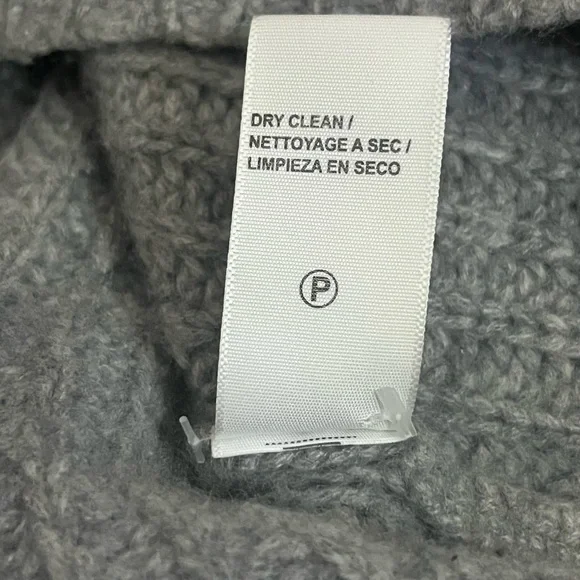 DRY CLEAN /
NETTOYAGE A SEC /
LIMPIEZA EN SECO
P